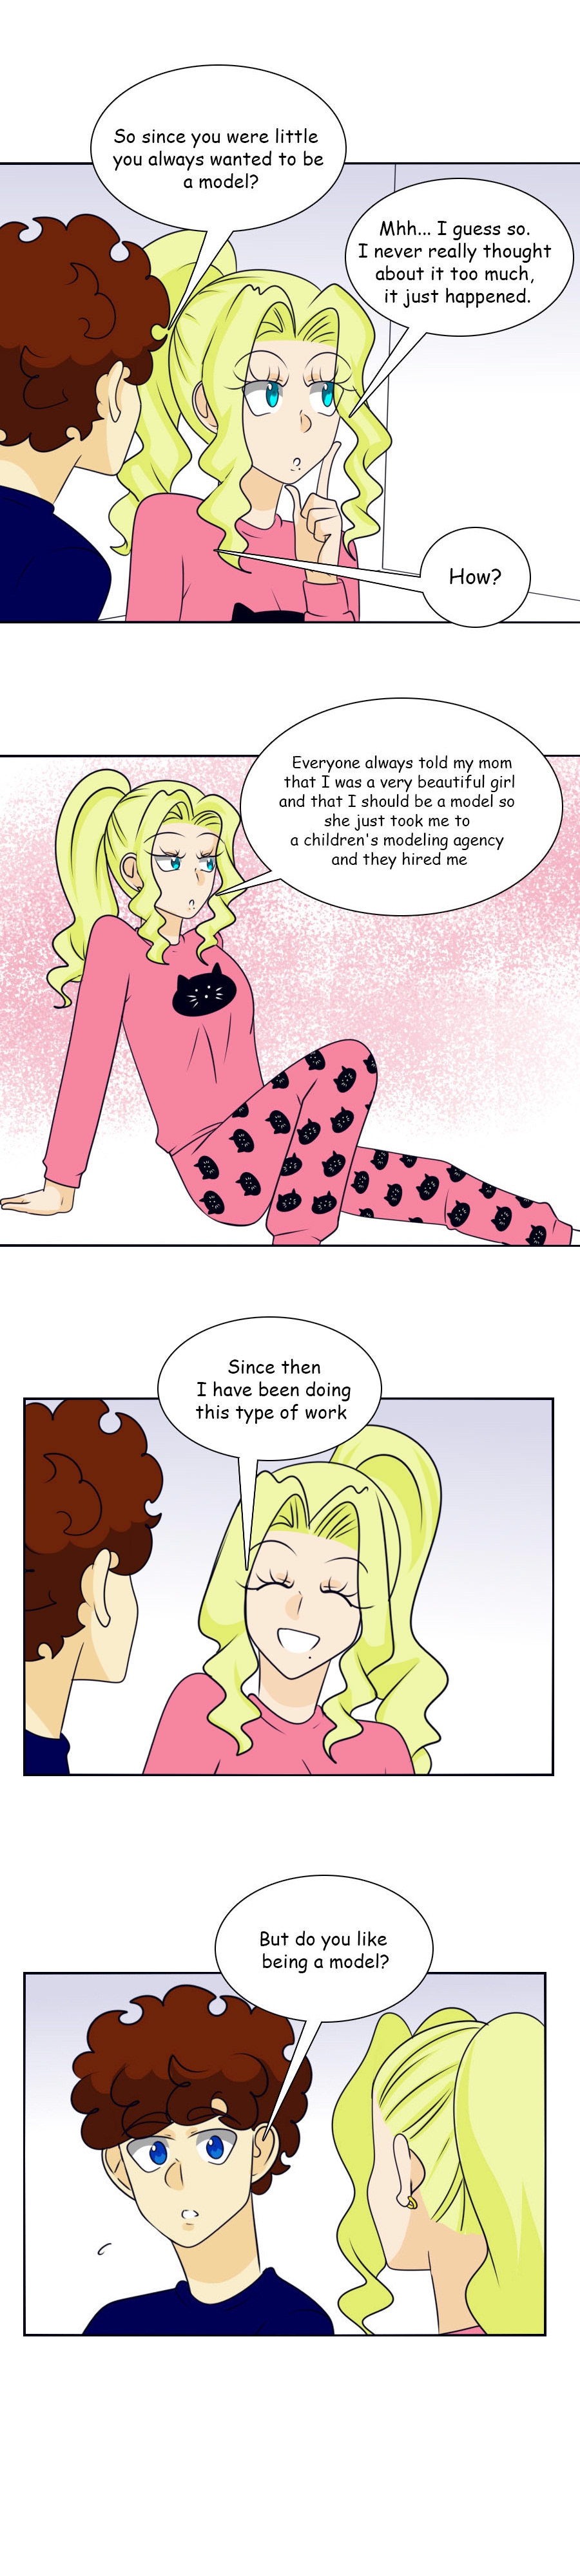 So since you were little
you always wanted to be
a model?
Mhh... I guess so.
I never really thought
about it too much,
it just happened.
How?
Everyone always told my mom
that I was a very beautiful girl
and that I should be a model so
she just took me to
a children's modeling agency
and they hired me
Since then
I have been doing
this type of work
But do you like
being a model?